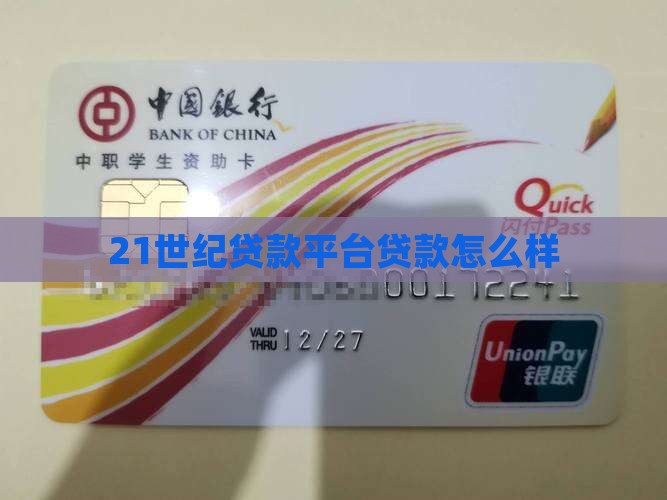 中国银行
BANK OF CHINA
中职学生资助卡
Quick
闪付Pass
21世纪贷款平台贷款怎么样
00172241
VALID
THRU 12/27
UnionPay
银联